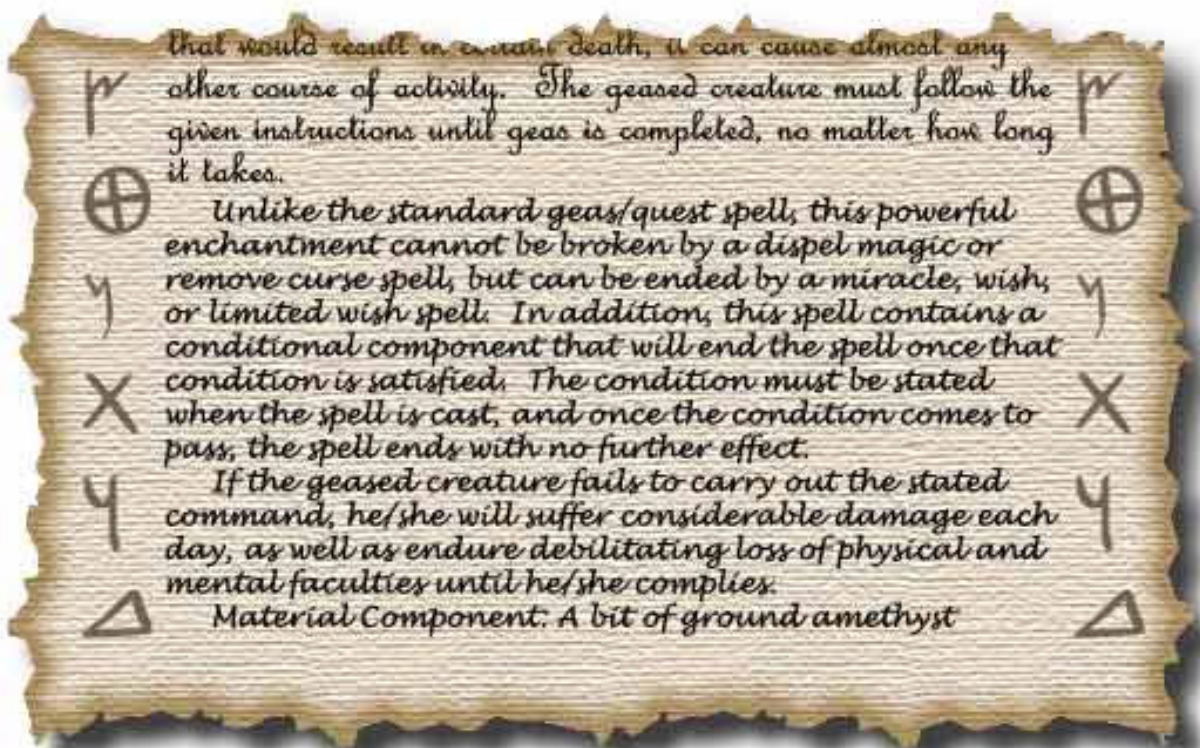 that would result in certain death, it can cause almost any
other course of activity. The geased creature must follow the
given instructions until geas is completed, no matter how long
it takes.
Unlike the standard geas/quest spell, this powerful
enchantment cannot be broken by a dispel magic or
remove curse spell, but can be ended by a miracle, wish,
or limited wish spell. In addition, this spell contains a
conditional component that will end the spell once that
condition is satisfied. The condition must be stated
when the spell is cast, and once the condition comes to
pass, the spell ends with no further effect.
If the geased creature fails to carry out the stated
command, he/she will suffer considerable damage each
day, as well as endure debilitating loss of physical and
mental faculties until he/she complies.
Material Component: A bit of ground amethyst